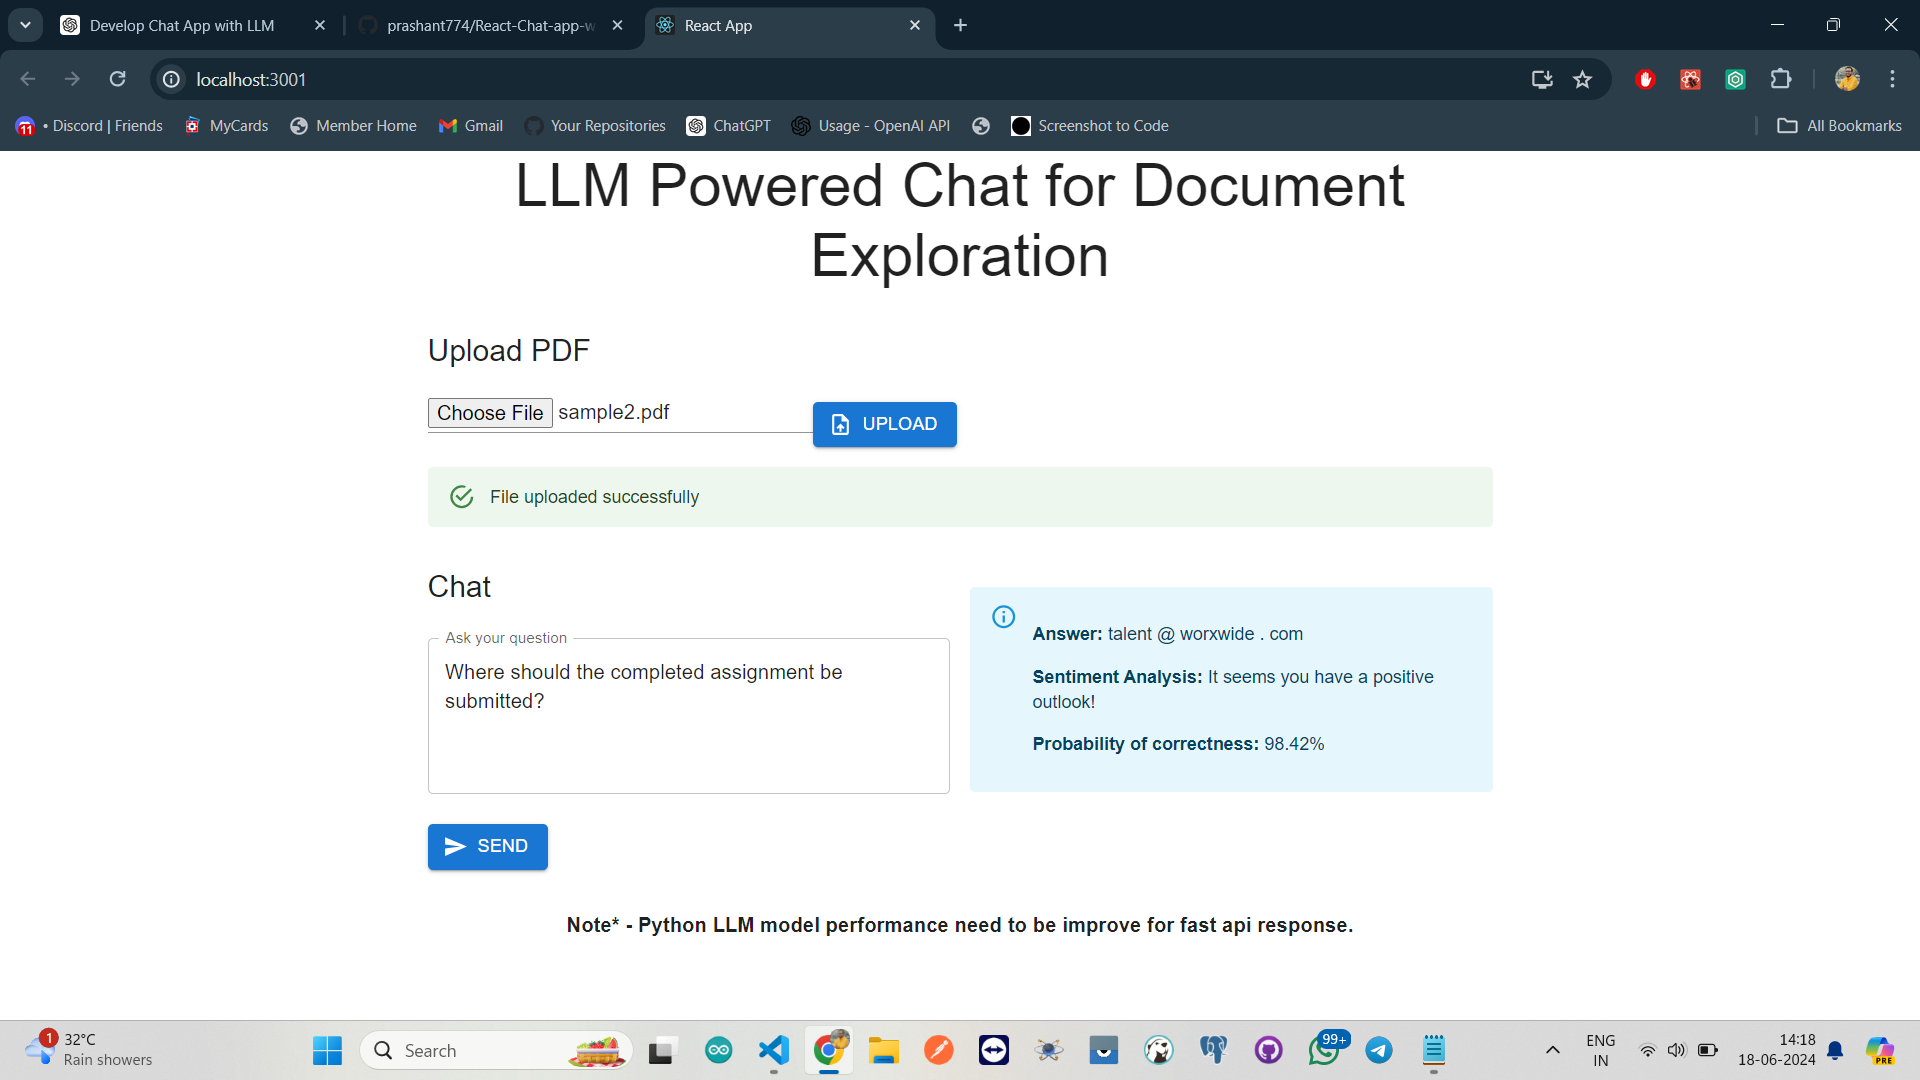 Develop Chat App with LLM
prashant774/React-Chat-app-w
React App
localhost:3001
11
• Discord | Friends
MyCards
Member Home
Gmail
Your Repositories
ChatGPT
Usage - OpenAI API
Screenshot to Code
All Bookmarks
LLM Powered Chat for Document
Exploration
Upload PDF
Choose File sample2.pdf
UPLOAD
File uploaded successfully
Chat
Ask your question
Where should the completed assignment be
submitted?
Answer: talent @ worxwide . com
Sentiment Analysis: It seems you have a positive
outlook!
Probability of correctness: 98.42%
SEND
Note* - Python LLM model performance need to be improve for fast api response.
1
32°C
Rain showers
Search
99+
ENG
IN
14:18
18-06-2024
PRE